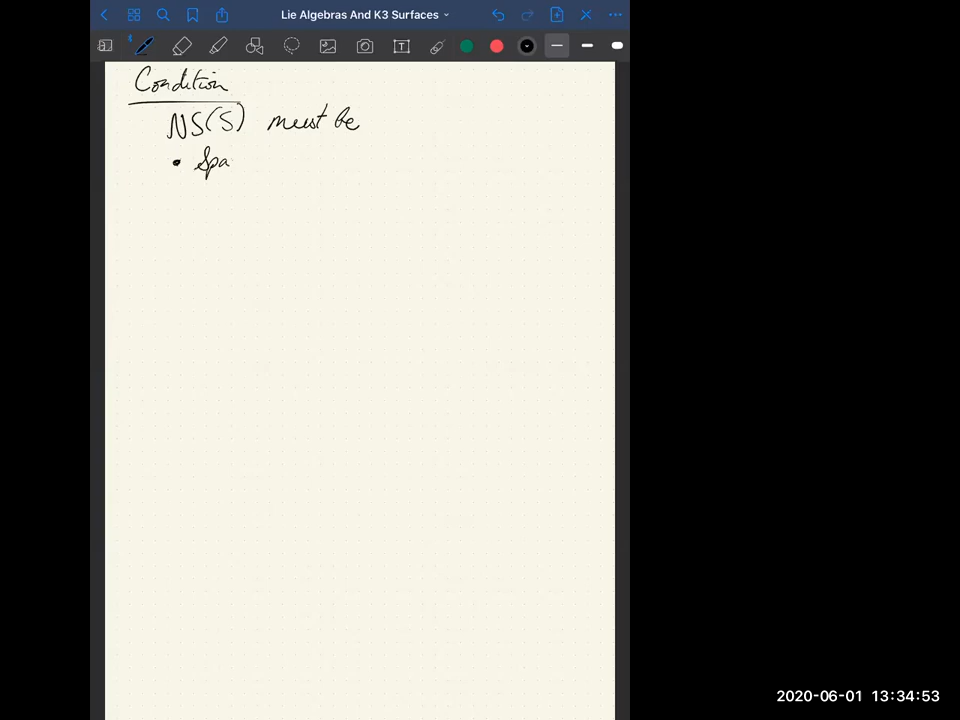 Lie Algebras And K3 Surfaces
Condition
NS(S) must be
• Spa
2020-06-01 13:34:53